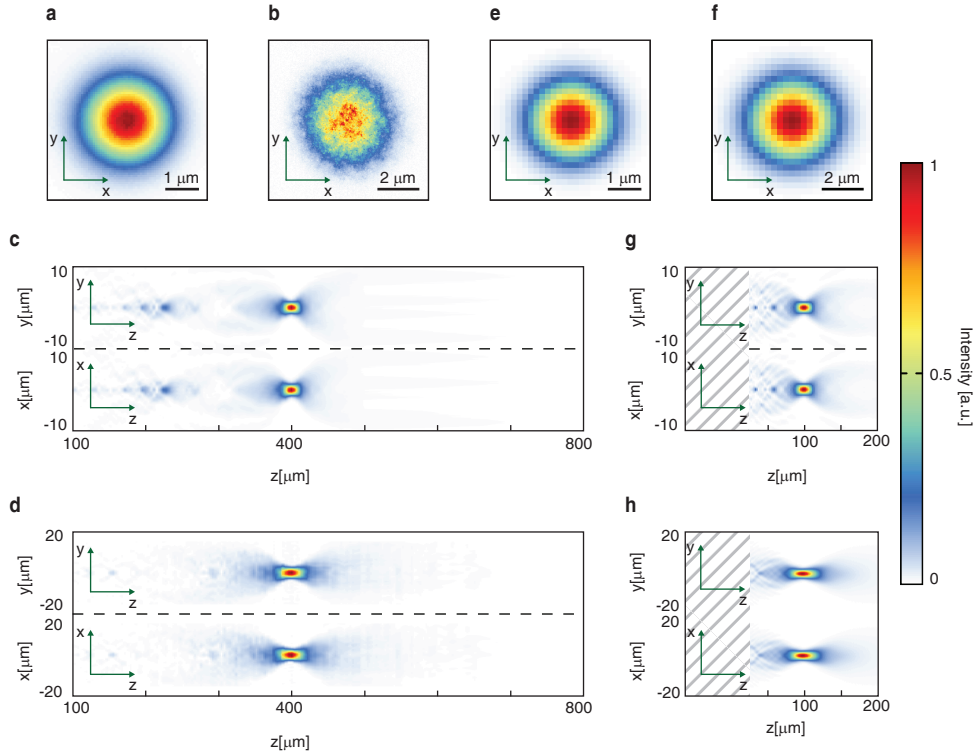 a
b
e
f
y
x
1 μm
y
x
2 μm
y
x
1 μm
y
x
2 μm
c
10
y[μm]
-10
y
z
10
x[μm]
-10
x
z
100
400
800
z[μm]
g
10
y[μm]
-10
y
z
10
x[μm]
-10
x
z
100
200
z[μm]
d
20
y[μm]
-20
y
z
20
x[μm]
-20
x
z
100
400
800
z[μm]
h
20
y[μm]
-20
y
z
20
x[μm]
-20
x
z
100
200
z[μm]
1
0.5
0
Intensity [a.u.]